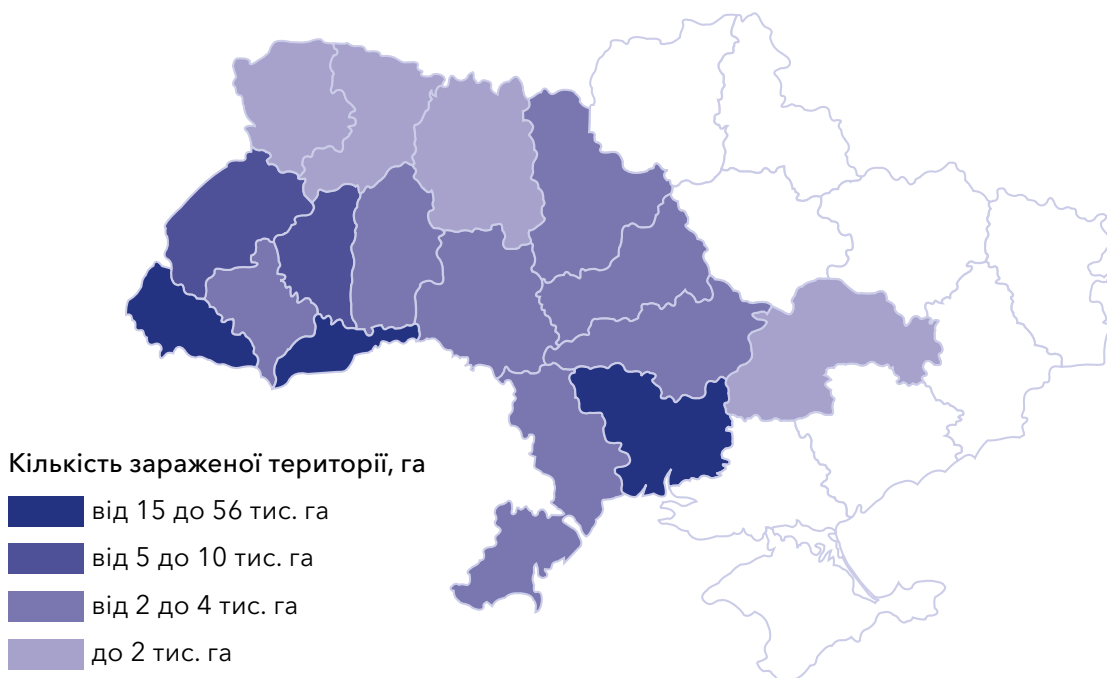 Кількість зараженої території, га
від 15 до 56 тис. га
від 5 до 10 тис. га
від 2 до 4 тис. га
до 2 тис. га